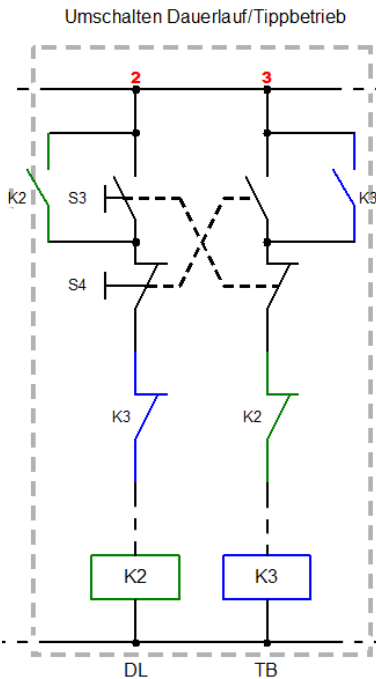 Umschalten Dauerlauf/Tippbetrieb
2 3
K2 S3 K3
S4
K3 K2
K2 K3
DL TB